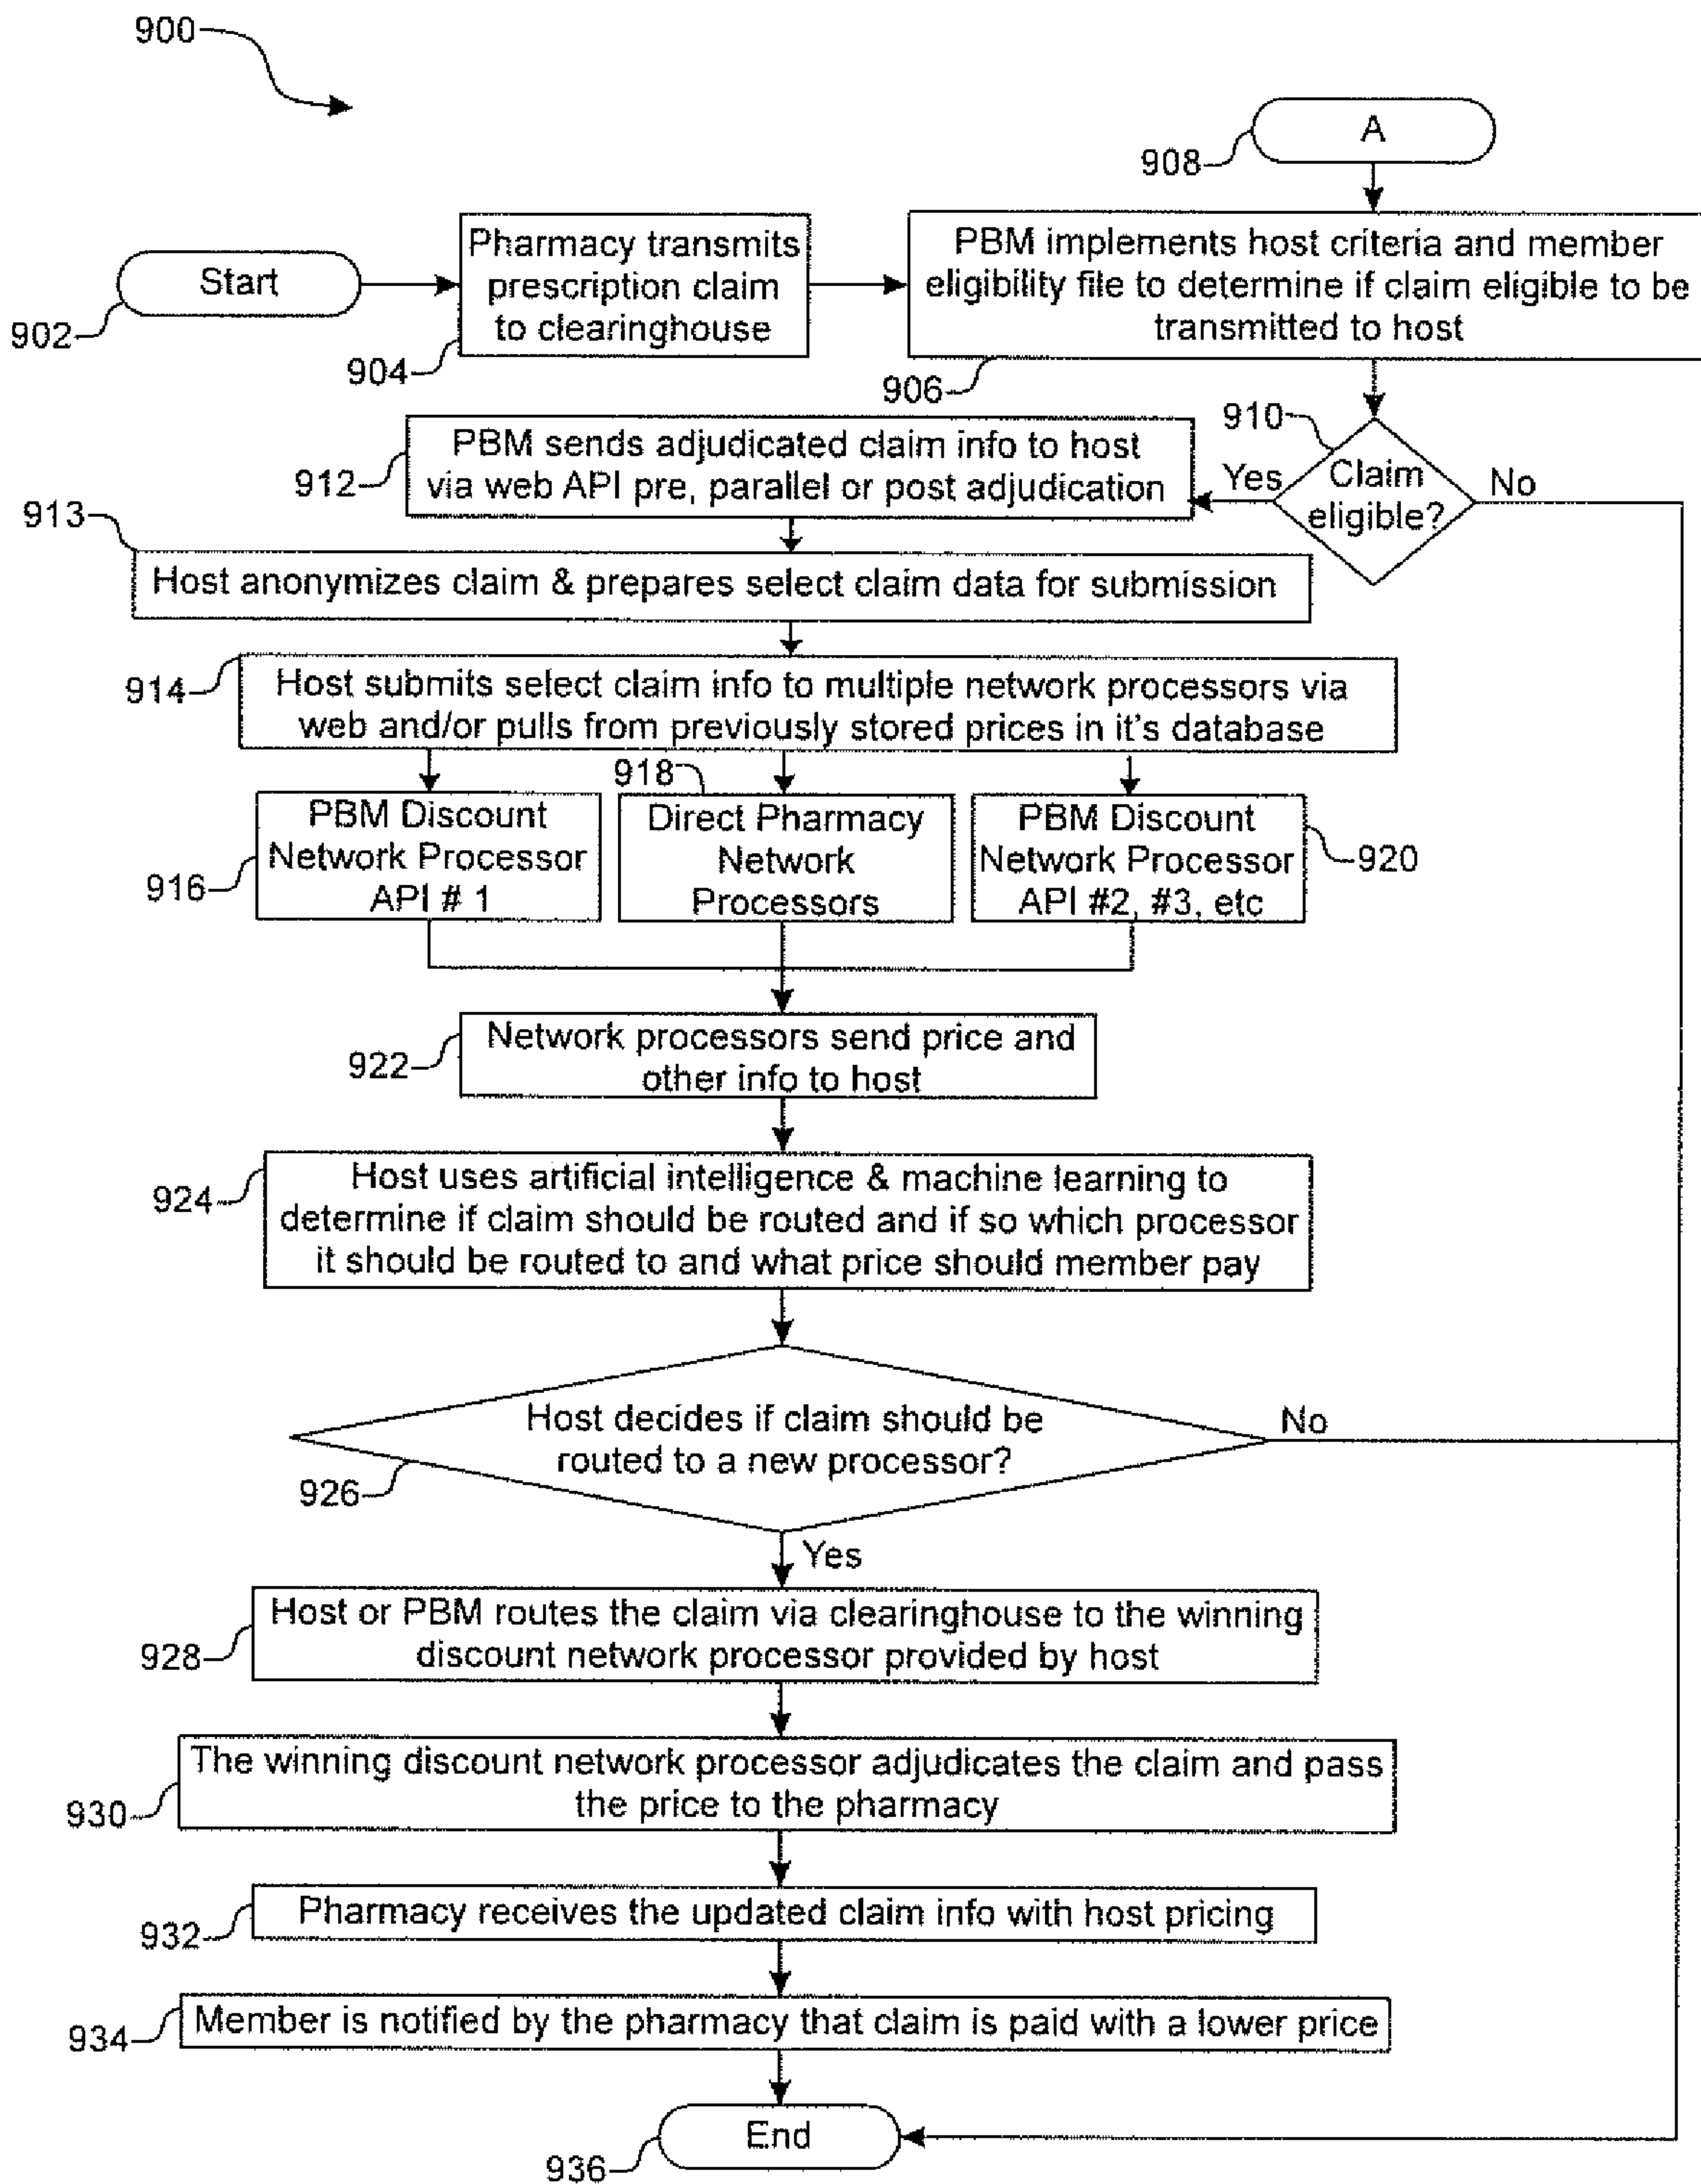 900
A
908
Start
902
Pharmacy transmits
prescription claim
to clearinghouse
904
PBM implements host criteria and member
eligibility file to determine if claim eligible to be
transmitted to host
906
910
Claim
eligible?
Yes
No
PBM sends adjudicated claim info to host
via web API pre, parallel or post adjudication
912
913
Host anonymizes claim & prepares select claim data for submission
914
Host submits select claim info to multiple network processors via
web and/or pulls from previously stored prices in it's database
PBM Discount
Network Processor
API # 1
916
918
Direct Pharmacy
Network
Processors
PBM Discount
Network Processor
API #2, #3, etc
920
Network processors send price and
other info to host
922
Host uses artificial intelligence & machine learning to
determine if claim should be routed and if so which processor
it should be routed to and what price should member pay
924
Host decides if claim should be
routed to a new processor?
926
No
Yes
Host or PBM routes the claim via clearinghouse to the winning
discount network processor provided by host
928
The winning discount network processor adjudicates the claim and pass
the price to the pharmacy
930
Pharmacy receives the updated claim info with host pricing
932
Member is notified by the pharmacy that claim is paid with a lower price
934
End
936